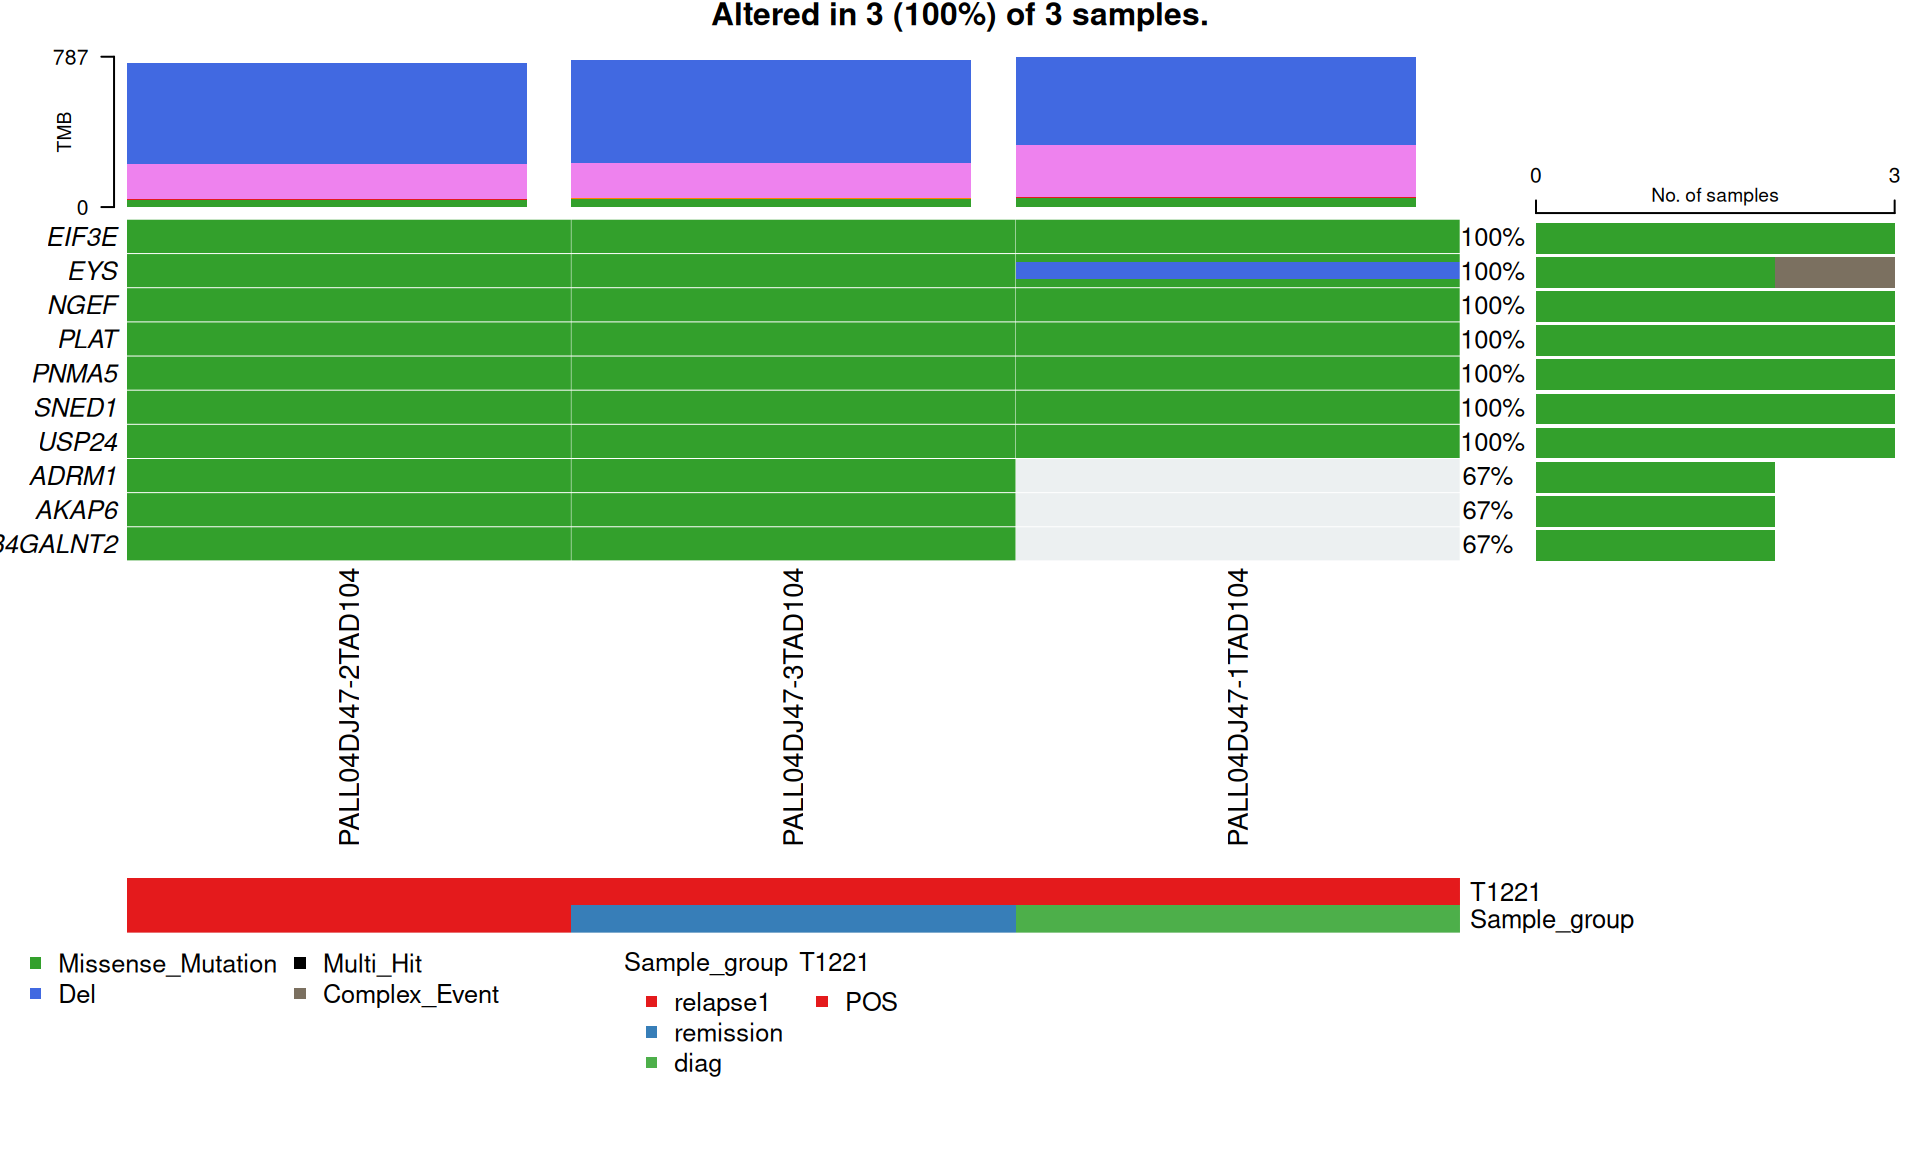 Altered in 3 (100%) of 3 samples.
787
TMB
0
0 3
No. of samples
EIF3E 100%
EYS 100%
NGEF 100%
PLAT 100%
PNMA5 100%
SNED1 100%
USP24 100%
ADRM1 67%
AKAP6 67%
B4GALNT2 67%
PALL04DJ47-2TAD104
PALL04DJ47-3TAD104
PALL04DJ47-1TAD104
T1221
Sample_group
Missense_Mutation Multi_Hit
Del Complex_Event
Sample_group T1221
relapse1 POS
remission
diag